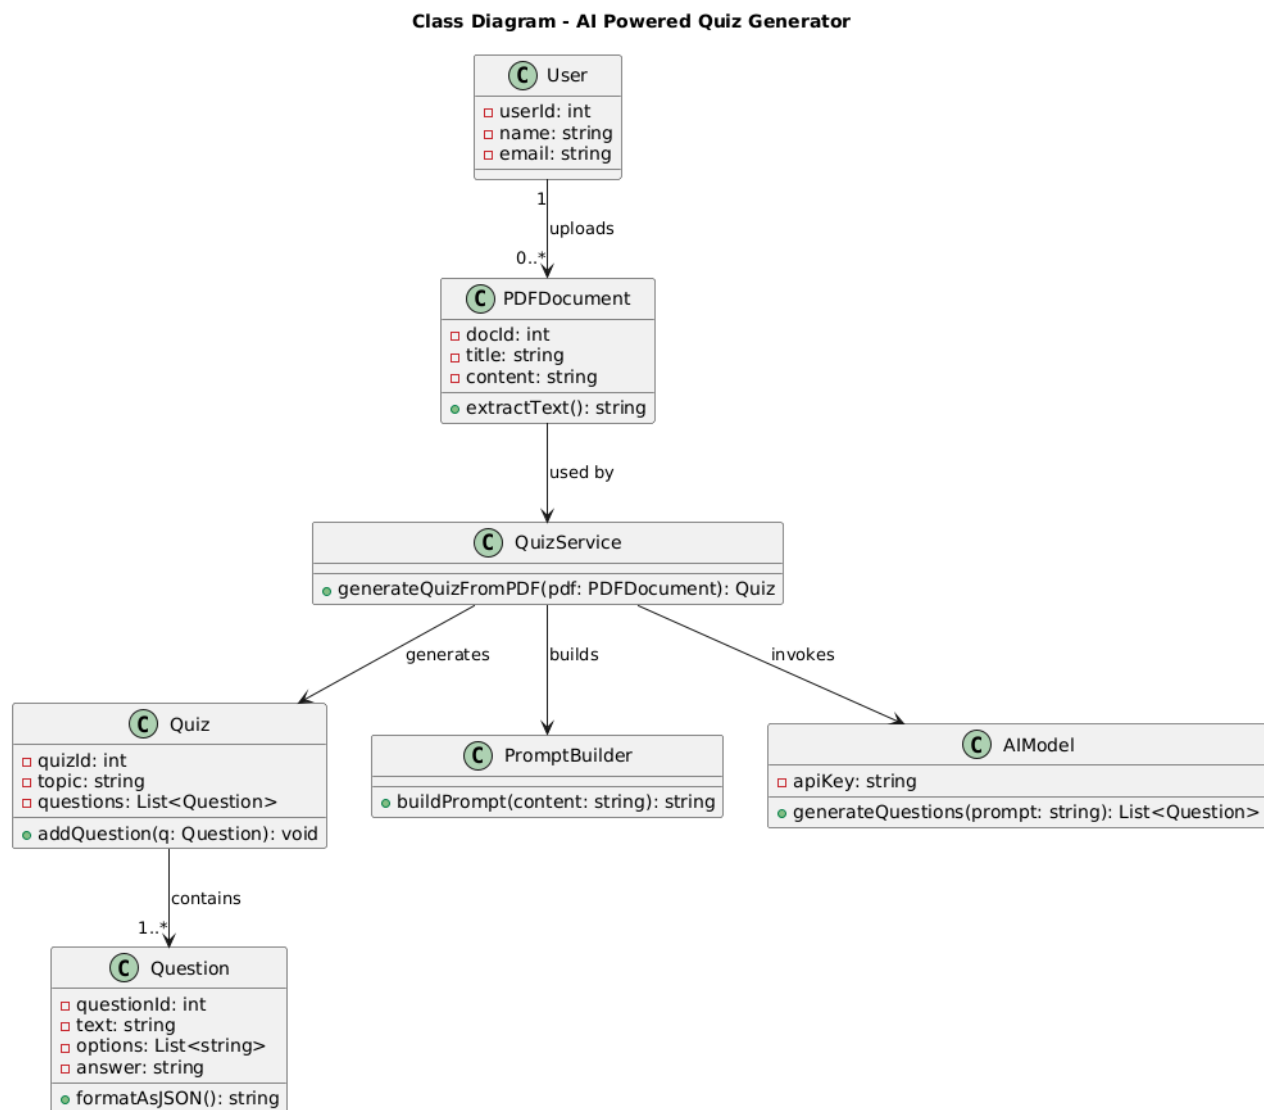 Class Diagram - AI Powered Quiz Generator
C User
userId: int
name: string
email: string
1
uploads
0..*
C PDFDocument
docId: int
title: string
content: string
extractText(): string
used by
C QuizService
generateQuizFromPDF(pdf: PDFDocument): Quiz
generates
builds
invokes
C Quiz
quizId: int
topic: string
questions: List<Question>
addQuestion(q: Question): void
C PromptBuilder
buildPrompt(content: string): string
C AIModel
apiKey: string
generateQuestions(prompt: string): List<Question>
contains
1..*
C Question
questionId: int
text: string
options: List<string>
answer: string
formatAsJSON(): string